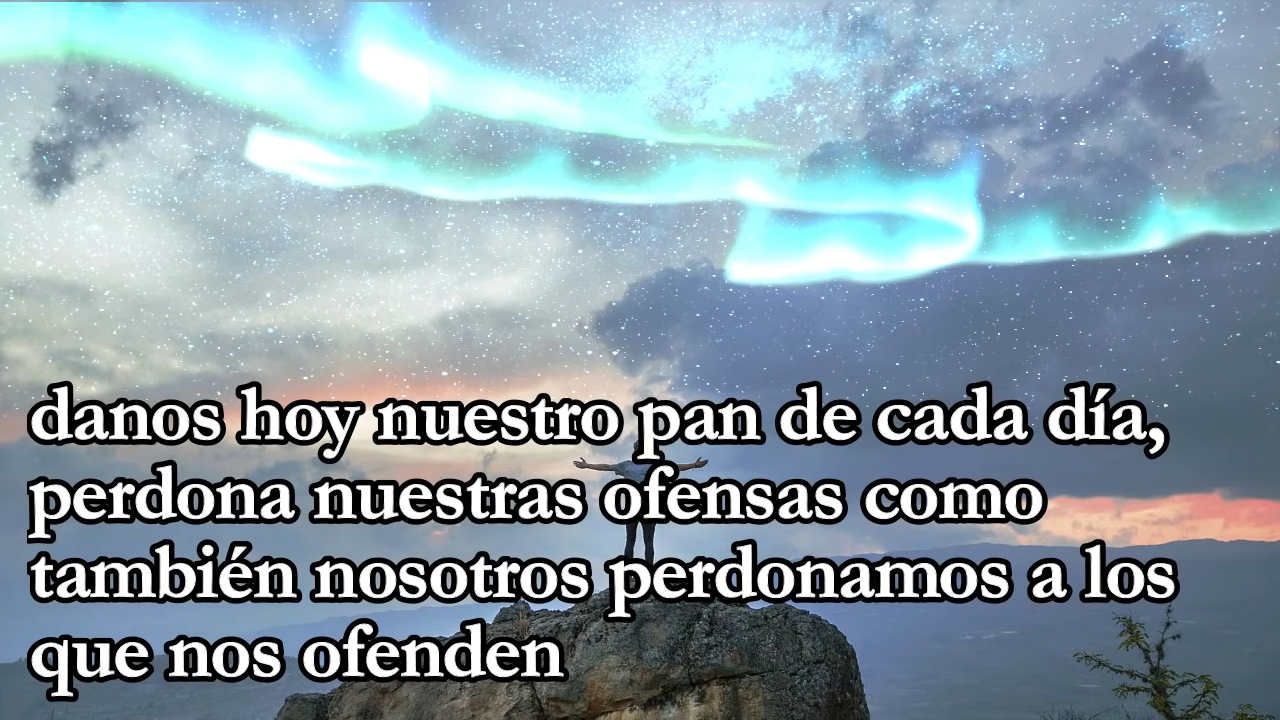 danos hoy nuestro pan de cada día,
perdona nuestras ofensas como
también nosotros perdonamos a los
que nos ofenden